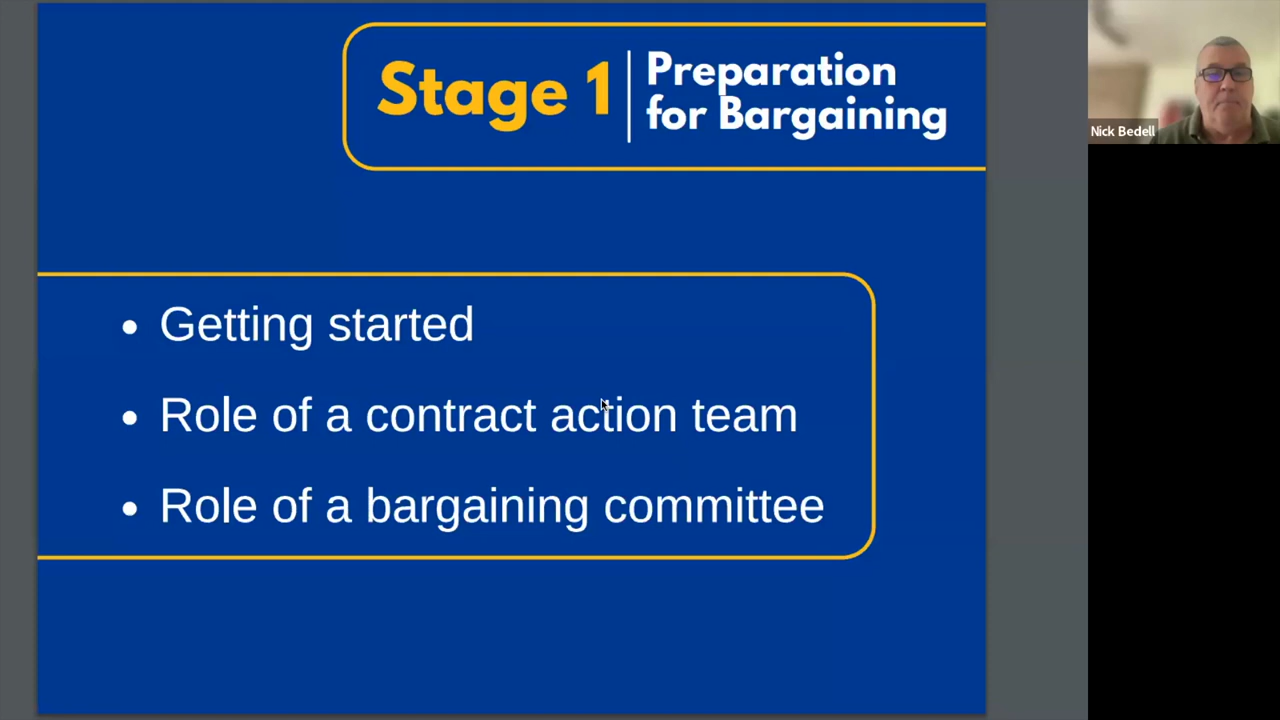 Stage 1
Preparation
for Bargaining
Nick Bedell
• Getting started
• Role of a contract action team
• Role of a bargaining committee